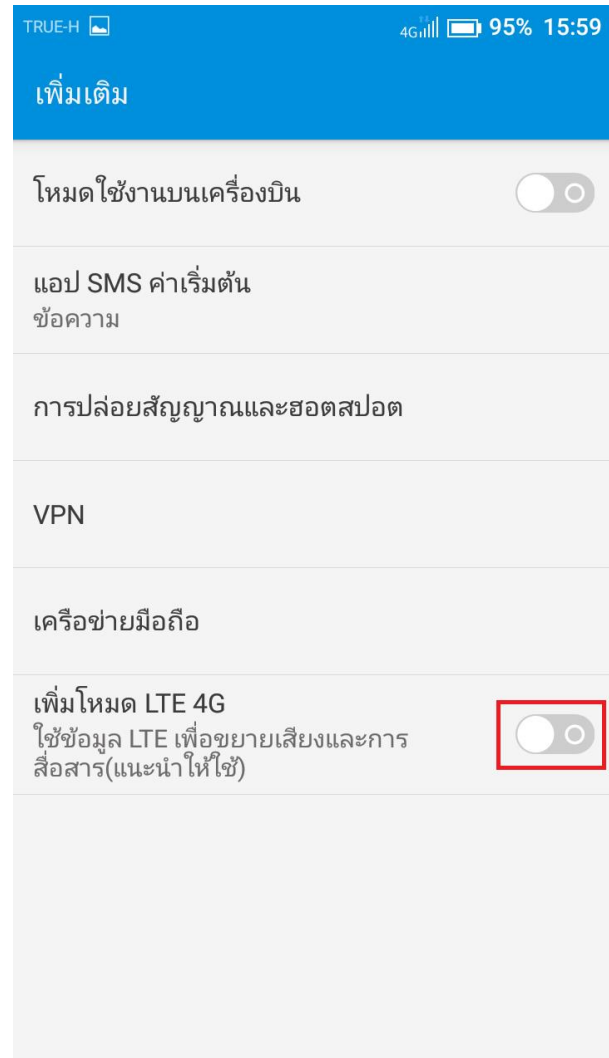 TRUE-H
4G 95% 15:59
เพิ่มเติม
โหมดใช้งานบนเครื่องบิน
แอป SMS ค่าเริ่มต้น
ข้อความ
การปล่อยสัญญาณและฮอตสปอต
VPN
เครือข่ายมือถือ
เพิ่มโหมด LTE 4G
ใช้ข้อมูล LTE เพื่อขยายเสียงและการ
สื่อสาร(แนะนำให้ใช้)